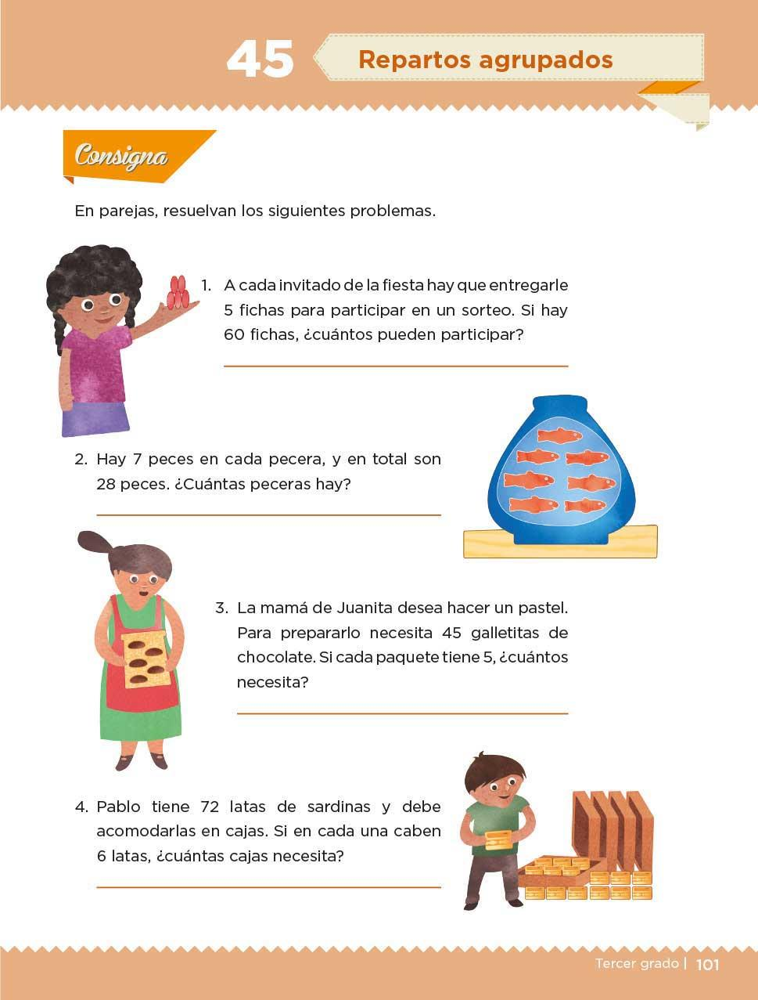 45
Repartos agrupados
Consigna
En parejas, resuelvan los siguientes problemas.
1. A cada invitado de la fiesta hay que entregarle
5 fichas para participar en un sorteo. Si hay
60 fichas, ¿cuántos pueden participar?
2. Hay 7 peces en cada pecera, y en total son
28 peces. ¿Cuántas peceras hay?
3. La mamá de Juanita desea hacer un pastel.
Para prepararlo necesita 45 galletitas de
chocolate. Si cada paquete tiene 5, ¿cuántos
necesita?
4. Pablo tiene 72 latas de sardinas y debe
acomodarlas en cajas. Si en cada una caben
6 latas, ¿cuántas cajas necesita?
Tercer grado | 101